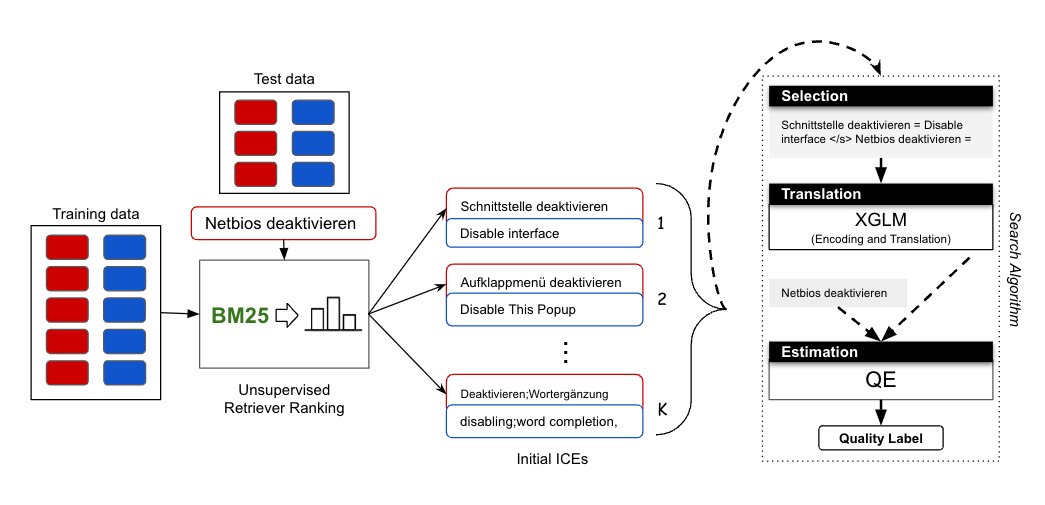 Test data
Training data
Netbios deaktivieren
BM25
Unsupervised
Retriever Ranking
Schnittstelle deaktivieren
Disable interface
1
Aufklappmenü deaktivieren
Disable This Popup
2
⋮
Deaktivieren;Wortergänzung
disabling;word completion,
K
Initial ICEs
Selection
Schnittstelle deaktivieren = Disable
interface </s> Netbios deaktivieren =
Translation
XGLM
(Encoding and Translation)
Netbios deaktivieren
Estimation
QE
Quality Label
Search Algorithm